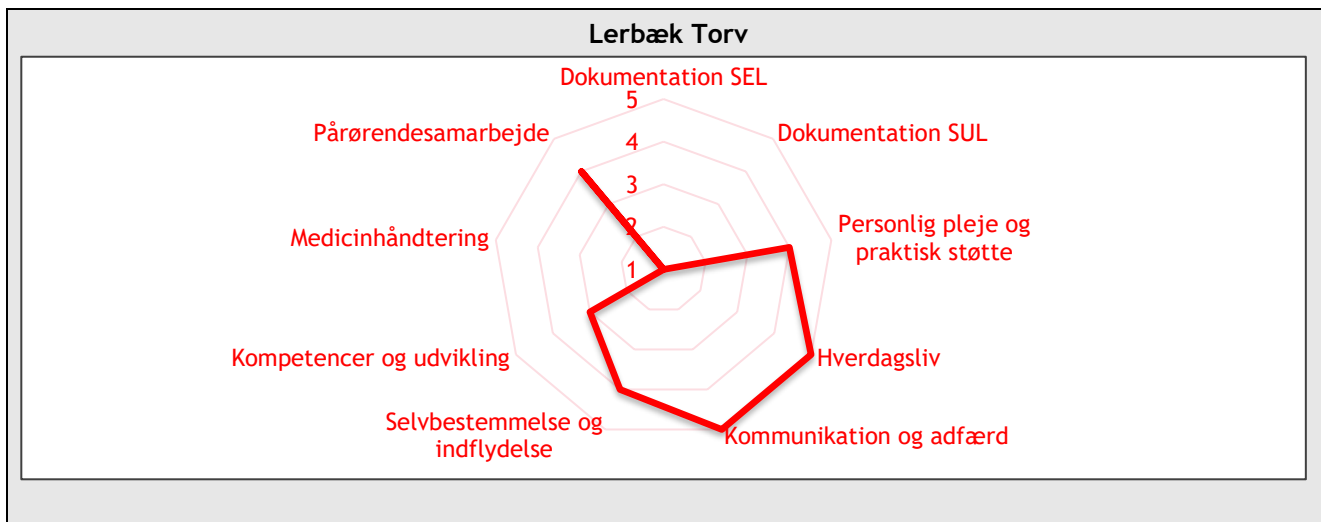 Lerbæk Torv
Dokumentation SEL
5
4
3
2
1
Dokumentation SUL
Personlig pleje og
praktisk støtte
Hverdagsliv
Kommunikation og adfærd
Selvbestemmelse og
indflydelse
Kompetencer og udvikling
Medicinhåndtering
Pårørendesamarbejde